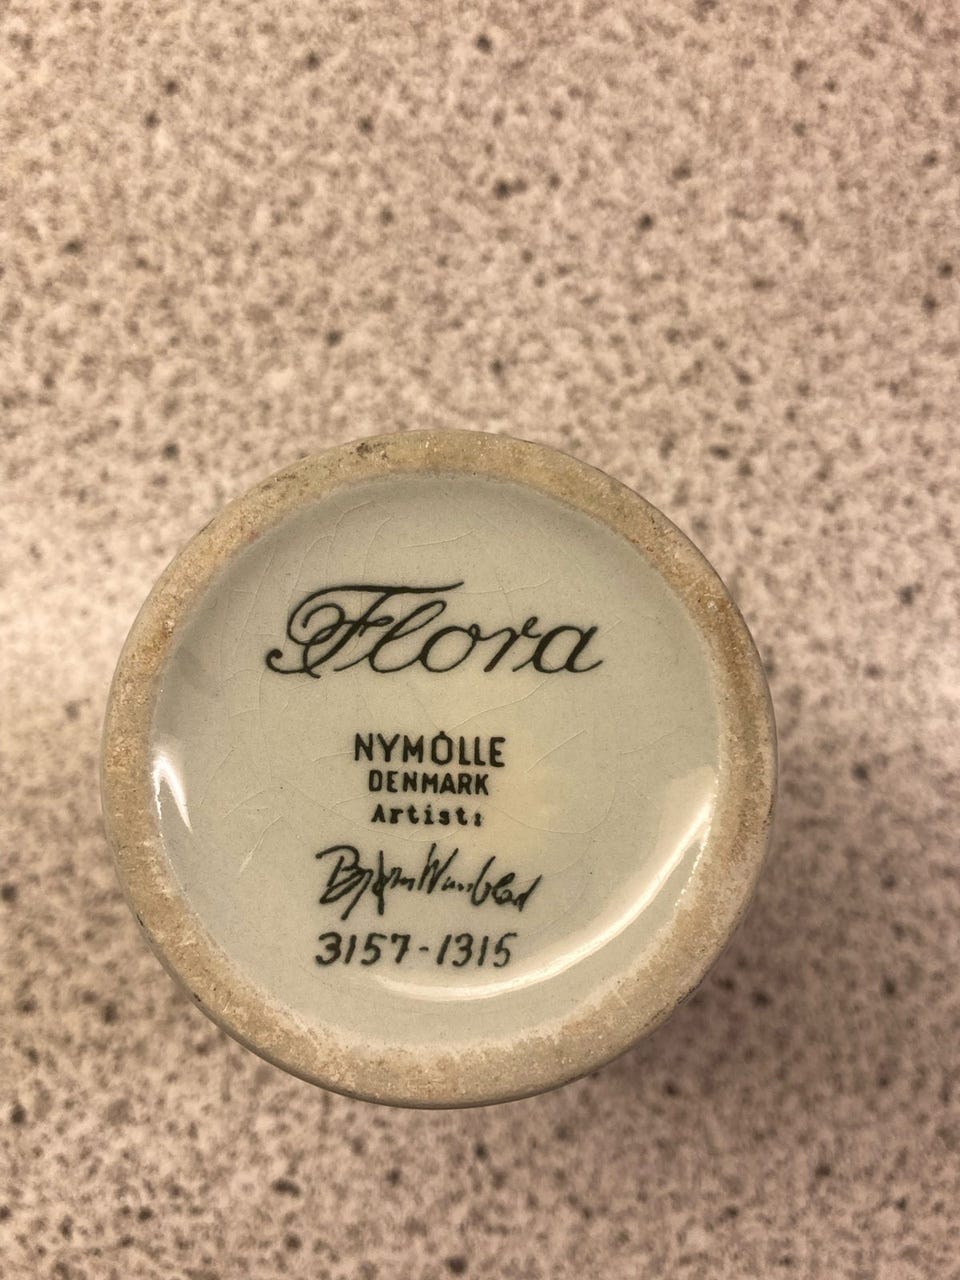 Flora
NYMÖLLE
DENMARK
Artist:
Bjørn Wiinblad
3157-1315